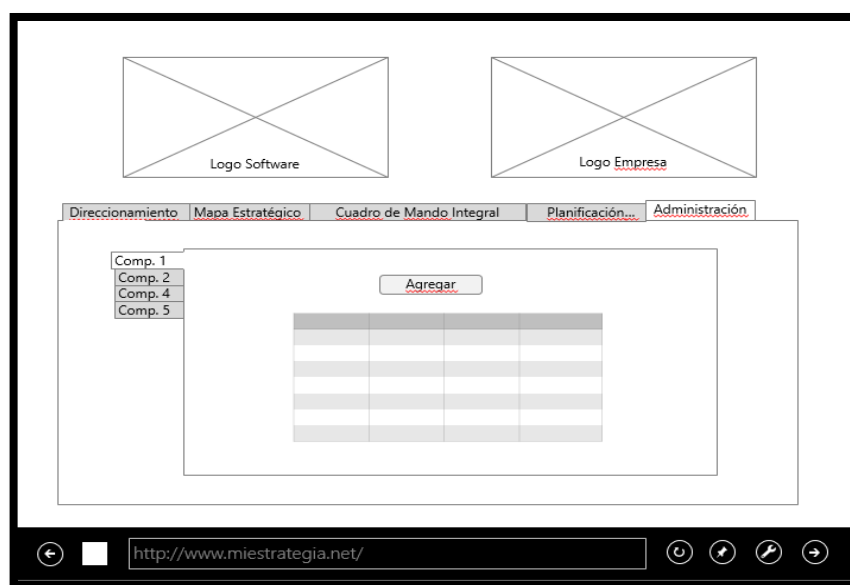 Logo Software
Logo Empresa
Direccionamiento
Mapa Estratégico
Cuadro de Mando Integral
Planificación...
Administración
Comp. 1
Comp. 2
Comp. 4
Comp. 5
Agregar
http://www.miestrategia.net/